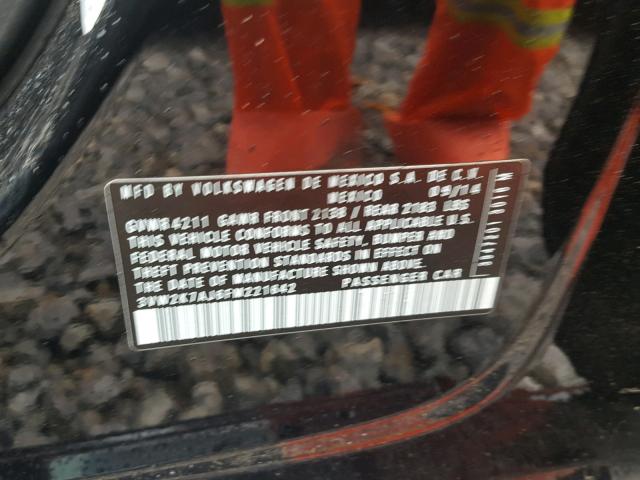 MFD BY VOLKSWAGEN DE MEXICO S.A. DE C.V.
MEXICO 09/14
GVWR 4211 GAWR FRONT 2138 / REAR 2183 LBS
THIS VEHICLE CONFORMS TO ALL APPLICABLE U.S.
FEDERAL MOTOR VEHICLE SAFETY, BUMPER AND
THEFT PREVENTION STANDARDS IN EFFECT ON
THE DATE OF MANUFACTURE SHOWN ABOVE.
PASSENGER CAR